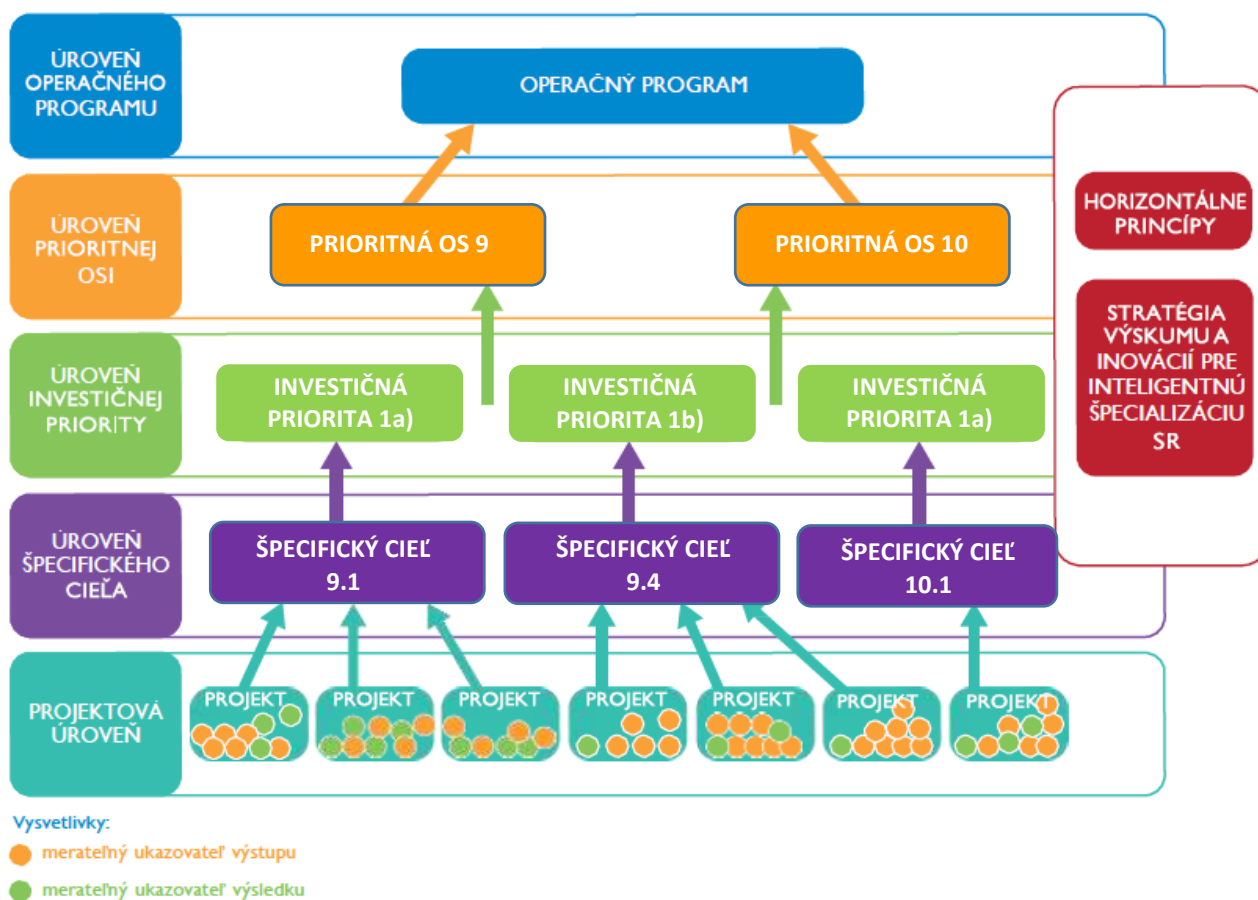 ÚROVEŇ
OPERAČNÉHO
PROGRAMU
OPERAČNÝ PROGRAM
ÚROVEŇ
PRIORITNEJ
OSI
PRIORITNÁ OS 9
PRIORITNÁ OS 10
HORIZONTÁLNE
PRINCÍPY
STRATÉGIA
VÝSKUMU A
INOVÁCIÍ PRE
INTELIGENTNÚ
ŠPECIALIZÁCIU
SR
ÚROVEŇ
INVESTIČNEJ
PRIORITY
INVESTIČNÁ
PRIORITA 1a)
INVESTIČNÁ
PRIORITA 1b)
INVESTIČNÁ
PRIORITA 1a)
ÚROVEŇ
ŠPECIFICKÉHO
CIEĽA
ŠPECIFICKÝ CIEĽ
9.1
ŠPECIFICKÝ CIEĽ
9.4
ŠPECIFICKÝ CIEĽ
10.1
PROJEKTOVÁ
ÚROVEŇ
PROJEKT
PROJEKT
PROJEKT
PROJEKT
PROJEKT
PROJEKT
PROJEKT
Vysvetlivky:
merateľný ukazovateľ výstupu
merateľný ukazovateľ výsledku